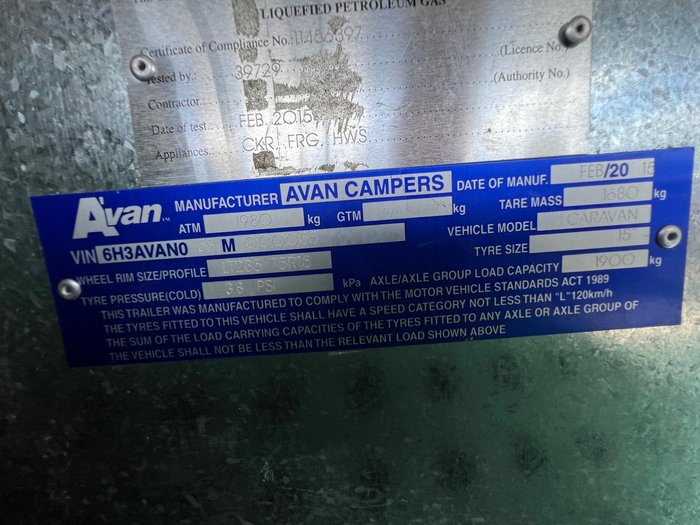 LIQUEFIED PETROLEUM GAS
Certificate of Compliance No.: 11456397 (Licence No.
Tested by: 39729 (Authority No.)
Contractor:
Date of test: FEB. 2015
Appliances: CKR, FRG, HWS
Avan MANUFACTURER AVAN CAMPERS DATE OF MANUF. FEB/20 15
ATM 1980 kg GTM kg TARE MASS 1680 kg
VIN 6H3AVAN0 M VEHICLE MODEL CARAVAN
WHEEL RIM SIZE/PROFILE TYRE SIZE 15"
TYRE PRESSURE(COLD) PSI kPa AXLE/AXLE GROUP LOAD CAPACITY 1900 kg
THIS TRAILER WAS MANUFACTURED TO COMPLY WITH THE MOTOR VEHICLE STANDARDS ACT 1989
THE TYRES FITTED TO THIS VEHICLE SHALL HAVE A SPEED CATEGORY NOT LESS THAN "L"120km/h
THE SUM OF THE LOAD CARRYING CAPACITIES OF THE TYRES FITTED TO ANY AXLE OR AXLE GROUP OF
THE VEHICLE SHALL NOT BE LESS THAN THE RELEVANT LOAD SHOWN ABOVE